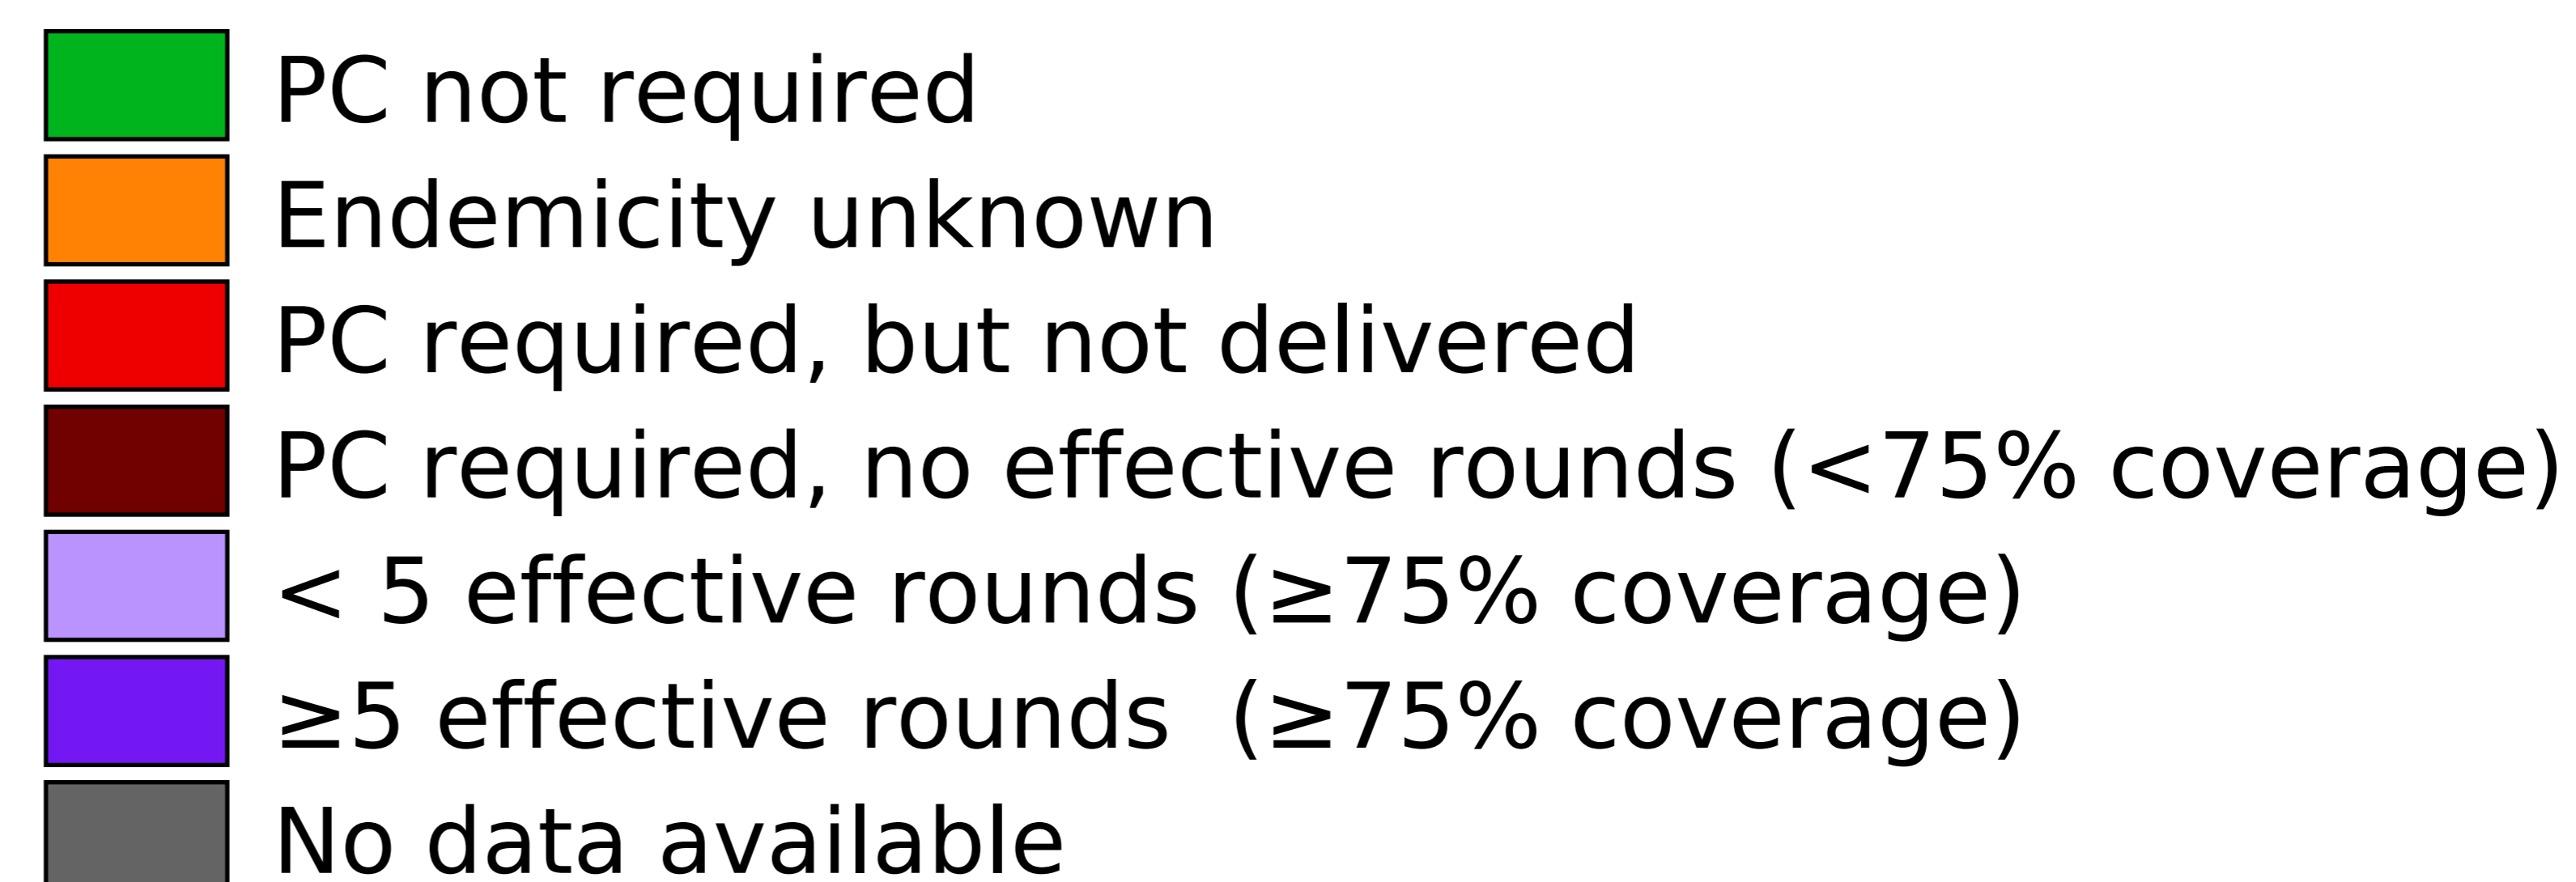 PC not required
Endemicity unknown
PC required, but not delivered
PC required, no effective rounds (<75% coverage)
< 5 effective rounds (≥75% coverage)
≥5 effective rounds  (≥75% coverage)
No data available